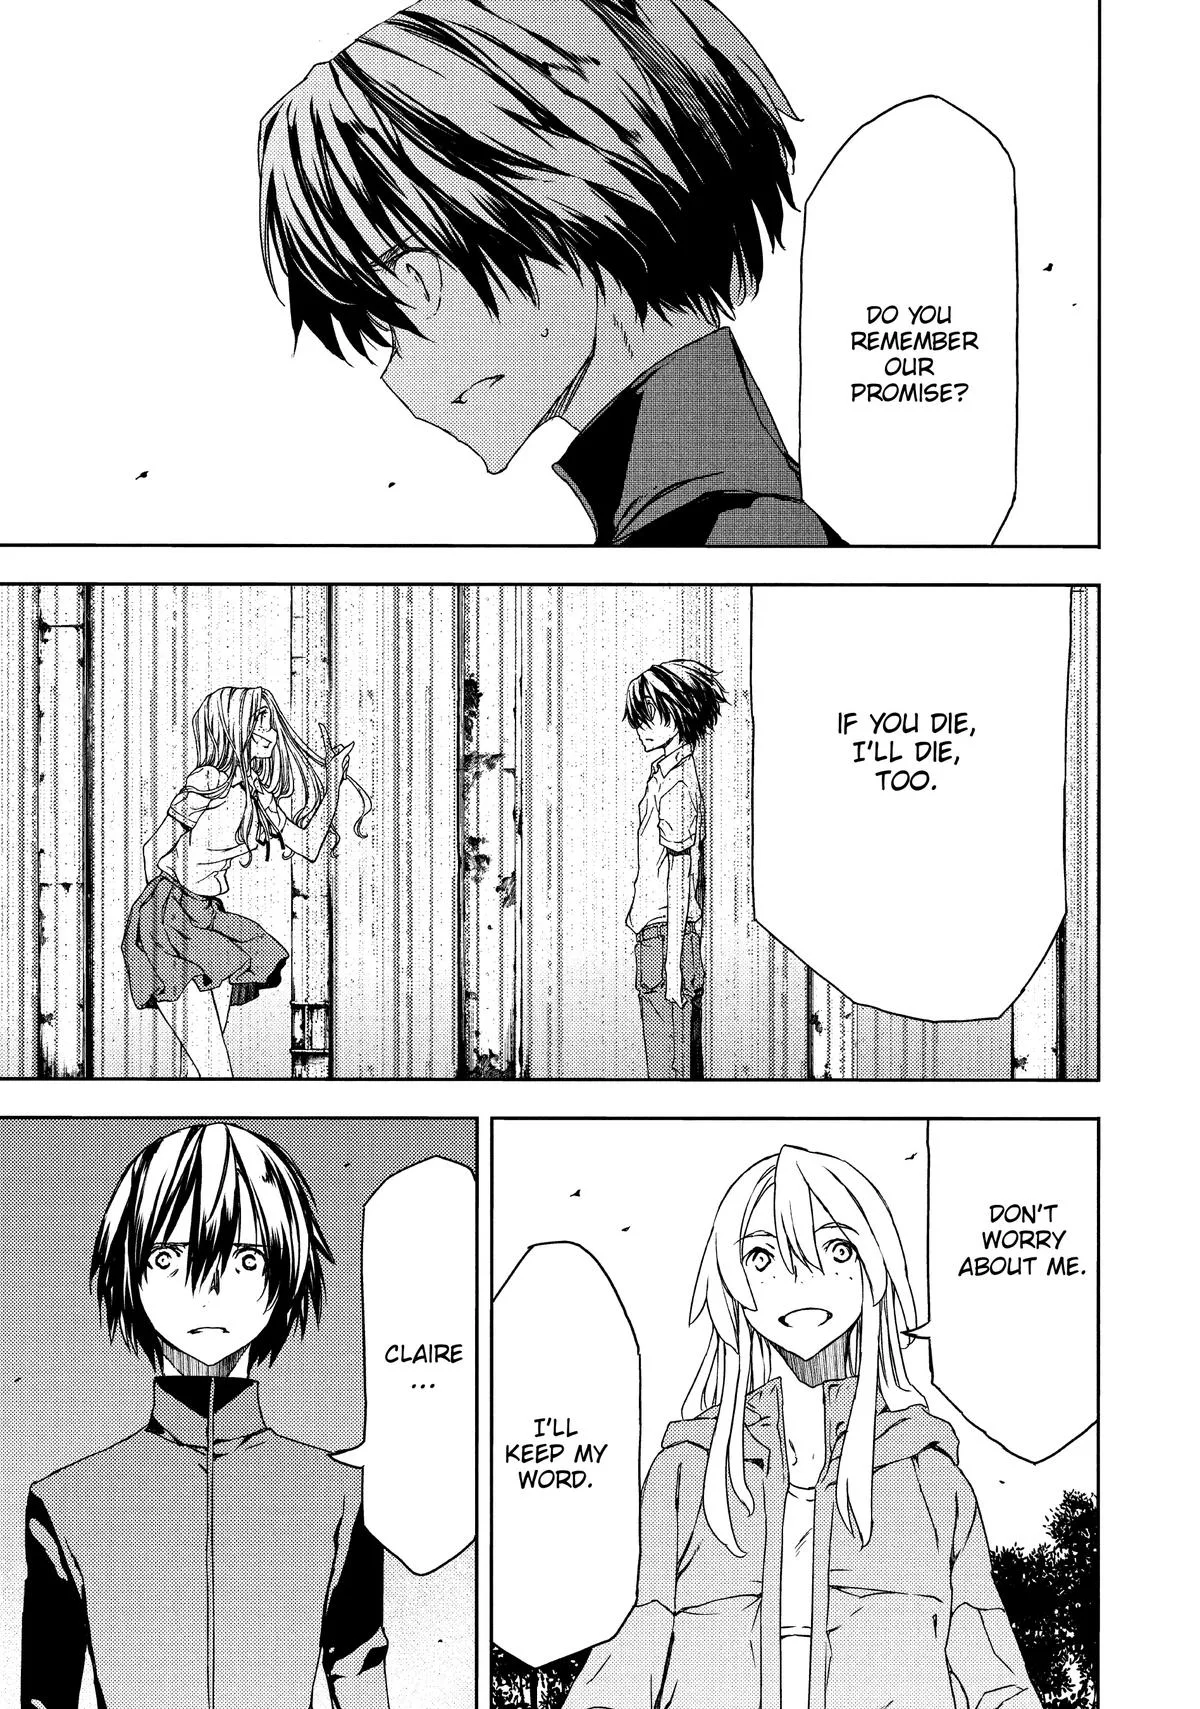 DO YOU
REMEMBER
OUR
PROMISE?
IF YOU DIE,
I'LL DIE,
TOO.
DON'T
WORRY
ABOUT ME.
I'LL
KEEP MY
WORD.
CLAIRE
...